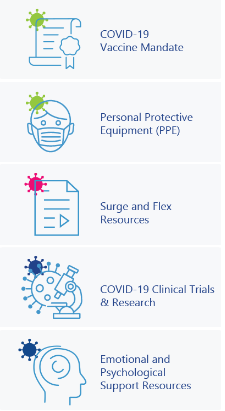 COVID-19
Vaccine Mandate
Personal Protective
Equipment (PPE)
Surge and Flex
Resources
COVID-19 Clinical Trials
& Research
Emotional and
Psychological
Support Resources